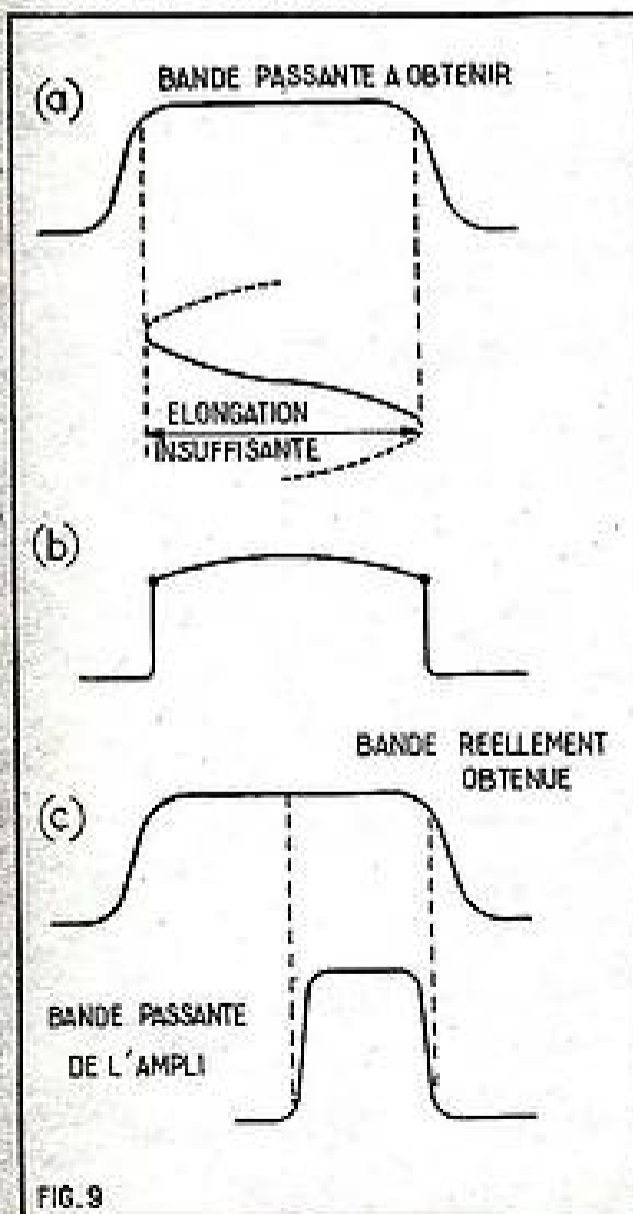 (a)
BANDE PASSANTE A OBTENIR
ELONGATION
INSUFFISANTE
(b)
BANDE REELLEMENT
OBTENUE
(c)
BANDE PASSANTE
DE L'AMPLI
FIG.9